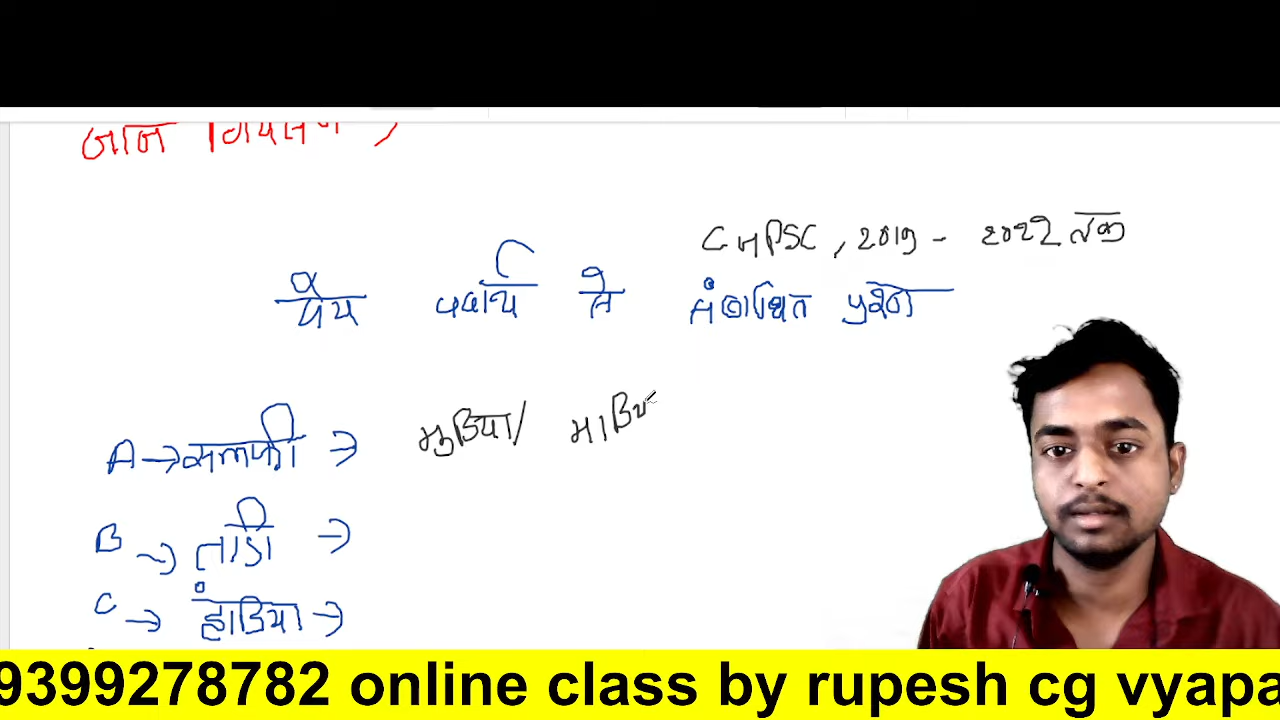 CGPSC, 2019 - 2022 तक
पेय पदार्थ से संबंधित प्रश्न
A → सल्फी → मुड़िया / माडिय
B → ताडी →
C → हांडिया →
9399278782 online class by rupesh cg vyapa